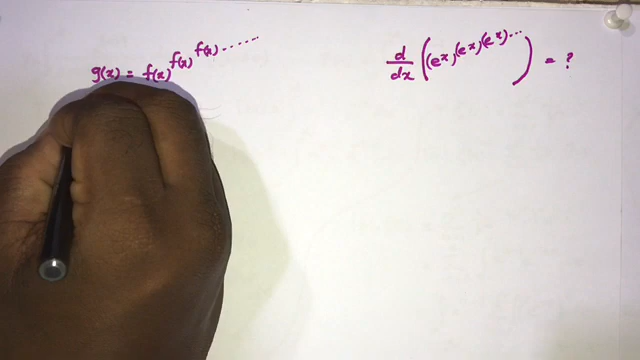 g(x) = f(x)^f(x)^f(x)......
d/dx ((e^x)^(e^x)^(e^x)...) = ?